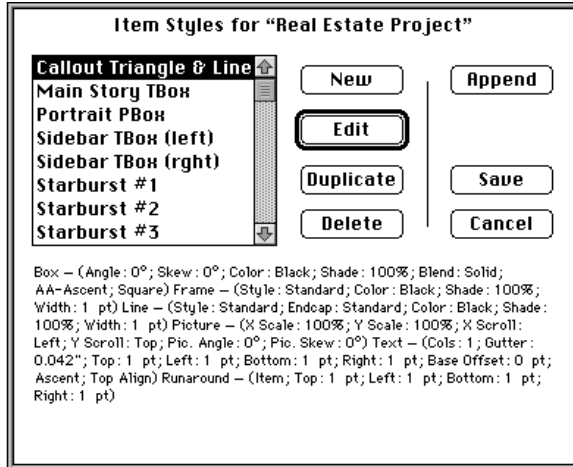 Item Styles for “Real Estate Project”
Callout Triangle & Line
Main Story TBox
Portrait PBox
Sidebar TBox (left)
Sidebar TBox (rght)
Starburst #1
Starburst #2
Starburst #3
New
Edit
Duplicate
Delete
Append
Save
Cancel
Box – (Angle: 0°; Skew: 0°; Color: Black; Shade: 100%; Blend: Solid;
AA-Ascent; Square) Frame – (Style: Standard; Color: Black; Shade: 100%;
Width: 1 pt) Line – (Style: Standard; Endcap: Standard; Color: Black; Shade:
100%; Width: 1 pt) Picture – (X Scale: 100%; Y Scale: 100%; X Scroll:
Left; Y Scroll: Top; Pic. Angle: 0°; Pic. Skew: 0°) Text – (Cols: 1; Gutter:
0.042"; Top: 1 pt; Left: 1 pt; Bottom: 1 pt; Right: 1 pt; Base Offset: 0 pt;
Ascent; Top Align) Runaround – (Item; Top: 1 pt; Left: 1 pt; Bottom: 1 pt;
Right: 1 pt)